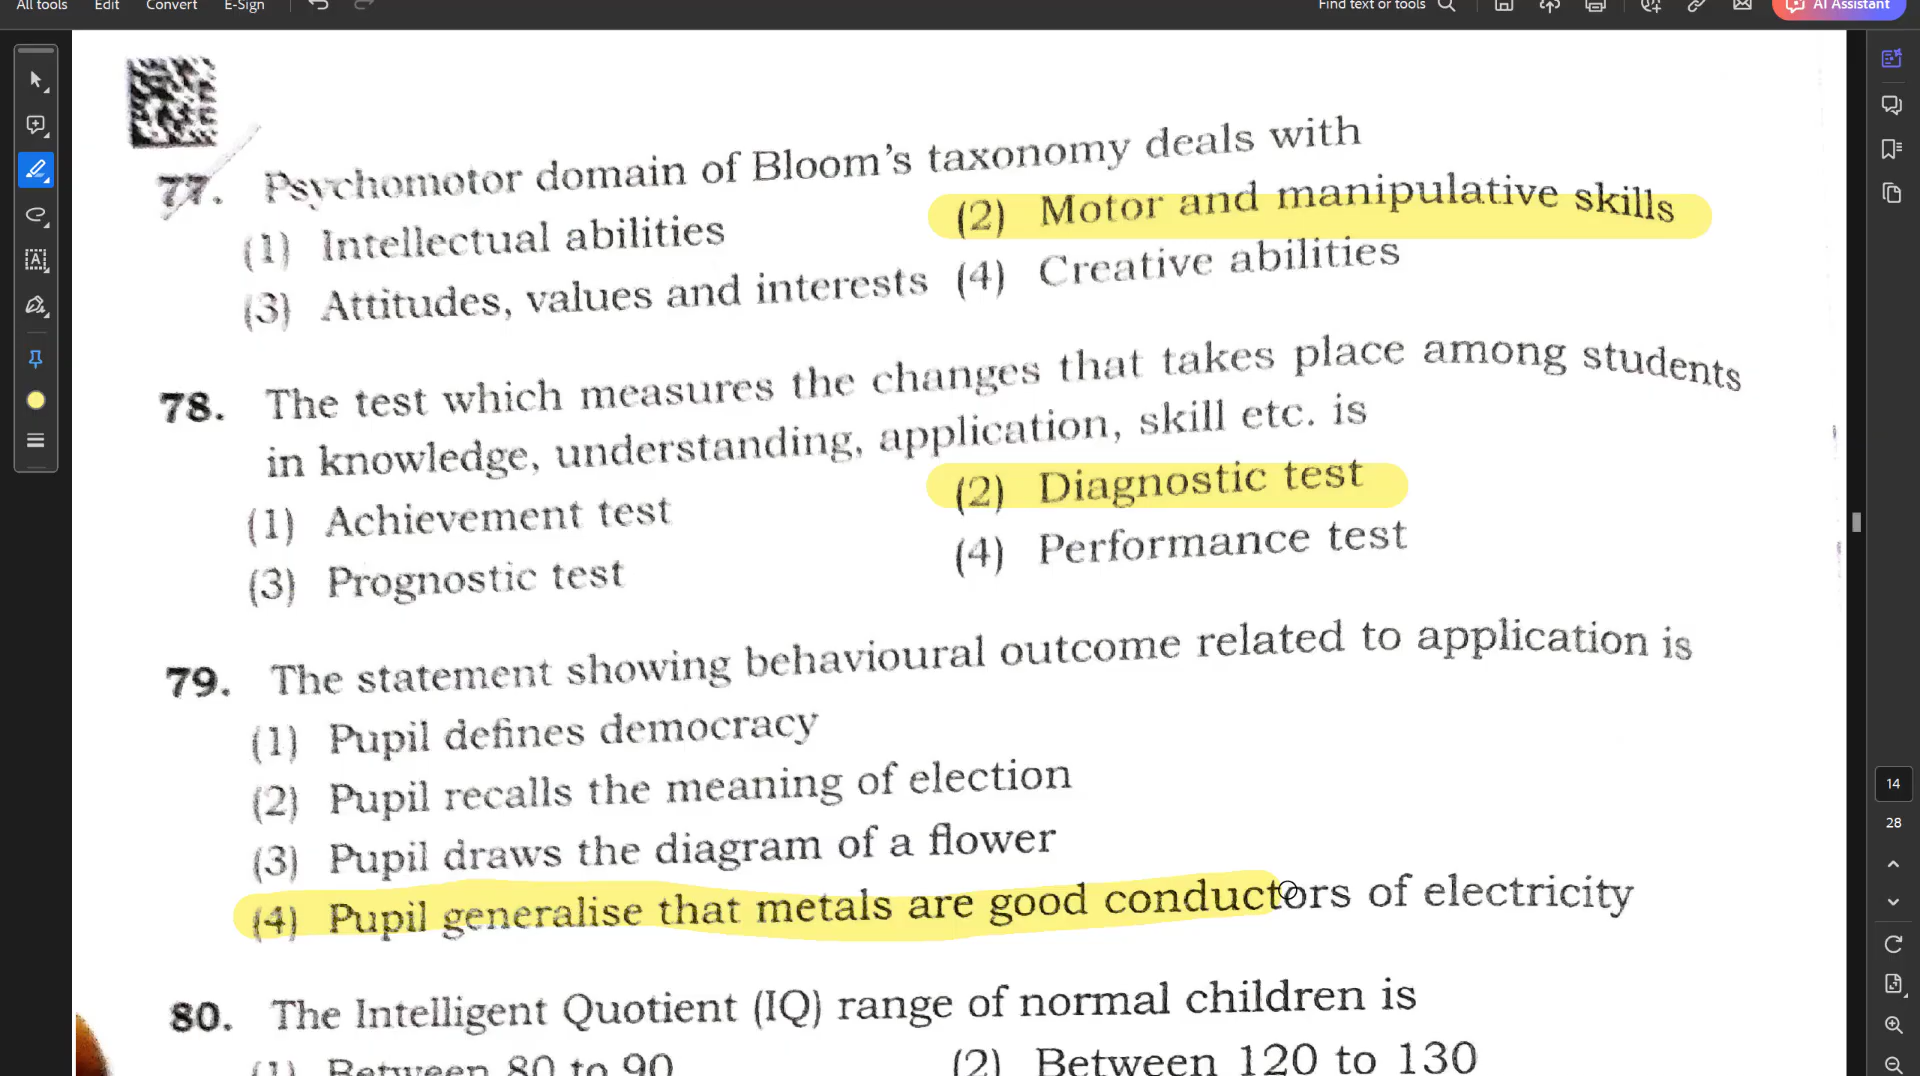 All tools Edit Convert E-Sign Find text or tools AI Assistant
77. Psychomotor domain of Bloom's taxonomy deals with
(1) Intellectual abilities (2) Motor and manipulative skills
(3) Attitudes, values and interests (4) Creative abilities
78. The test which measures the changes that takes place among students
in knowledge, understanding, application, skill etc. is
(1) Achievement test (2) Diagnostic test
(3) Prognostic test (4) Performance test
79. The statement showing behavioural outcome related to application is
(1) Pupil defines democracy
(2) Pupil recalls the meaning of election
(3) Pupil draws the diagram of a flower
(4) Pupil generalise that metals are good conductors of electricity
14
28
80. The Intelligent Quotient (IQ) range of normal children is
(1) Between 80 to 90 (2) Between 120 to 130